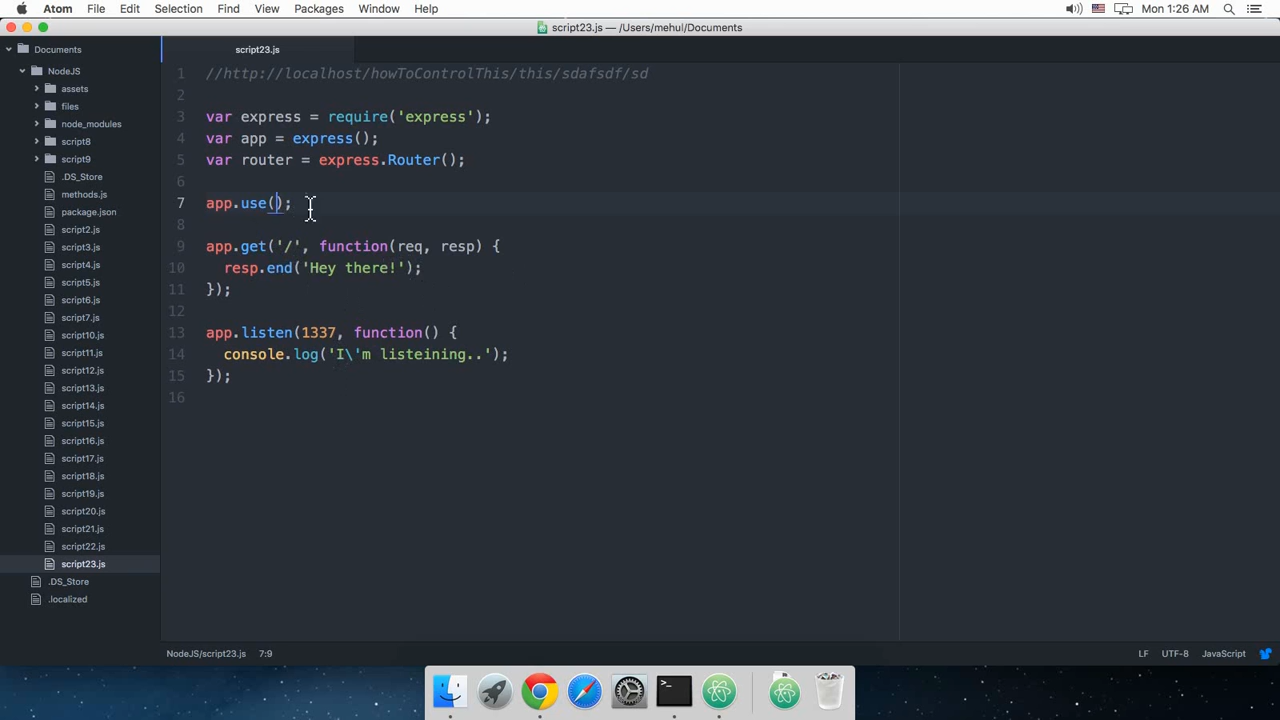 Atom File Edit Selection Find View Packages Window Help Mon 1:26 AM
script23.js — /Users/mehul/Documents
Documents
NodeJS
assets
files
node_modules
script8
script9
.DS_Store
methods.js
package.json
script2.js
script3.js
script4.js
script5.js
script6.js
script7.js
script10.js
script11.js
script12.js
script13.js
script14.js
script15.js
script16.js
script17.js
script18.js
script19.js
script20.js
script21.js
script22.js
script23.js
.DS_Store
.localized
script23.js
1 //http://localhost/howToControlThis/this/sdafsdf/sd
2
3 var express = require('express');
4 var app = express();
5 var router = express.Router();
6
7 app.use();
8
9 app.get('/', function(req, resp) {
10 resp.end('Hey there!');
11 });
12
13 app.listen(1337, function() {
14 console.log('I\'m listeining..');
15 });
16
NodeJS/script23.js 7:9 LF UTF-8 JavaScript
>_